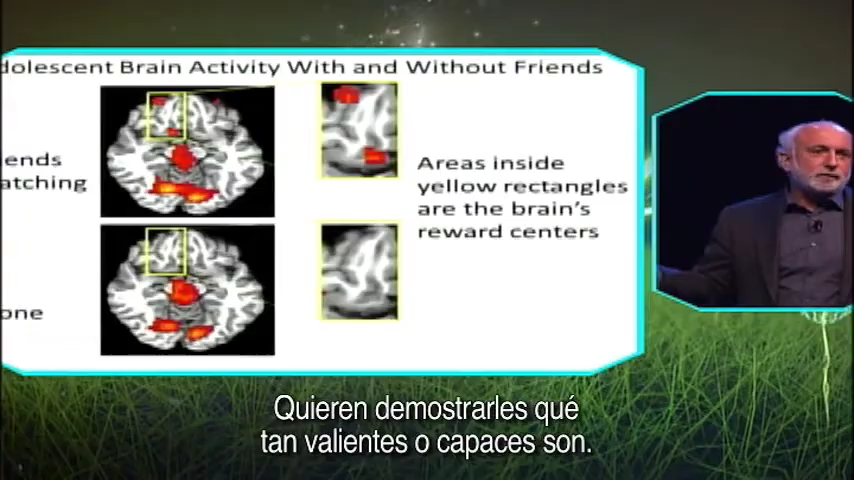 dolescent Brain Activity With and Without Friends
ends
atching
Areas inside
yellow rectangles
are the brain's
reward centers
one
Quieren demostrarles qué
tan valientes o capaces son.